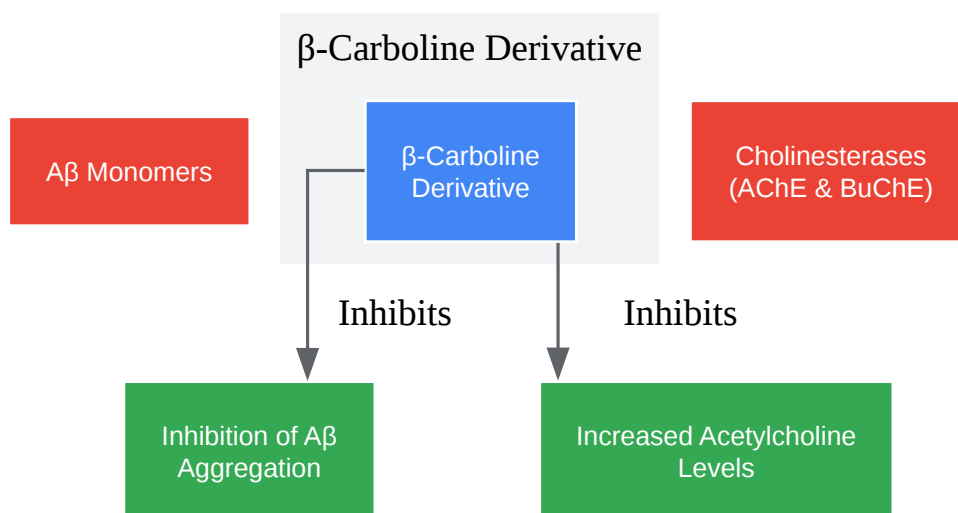 β-Carboline Derivative
Aβ Monomers
β-Carboline
Derivative
Cholinesterases
(AChE & BuChE)
Inhibits
Inhibits
Inhibition of Aβ
Aggregation
Increased Acetylcholine
Levels